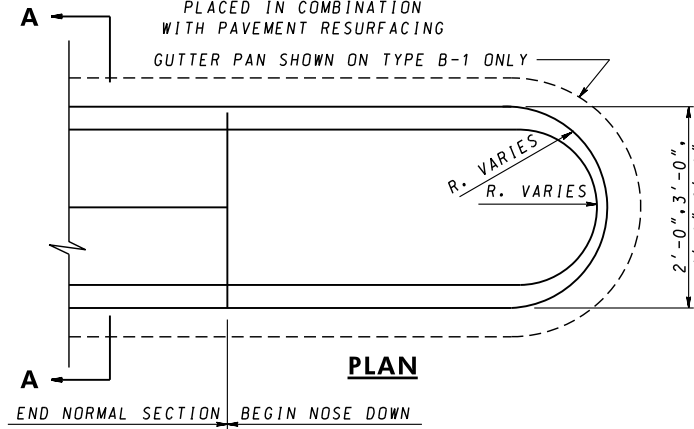 PLACED IN COMBINATION
WITH PAVEMENT RESURFACING
GUTTER PAN SHOWN ON TYPE B-1 ONLY
A
R. VARIES
R. VARIES
2'-0",3'-0",
A
PLAN
END NORMAL SECTION
BEGIN NOSE DOWN